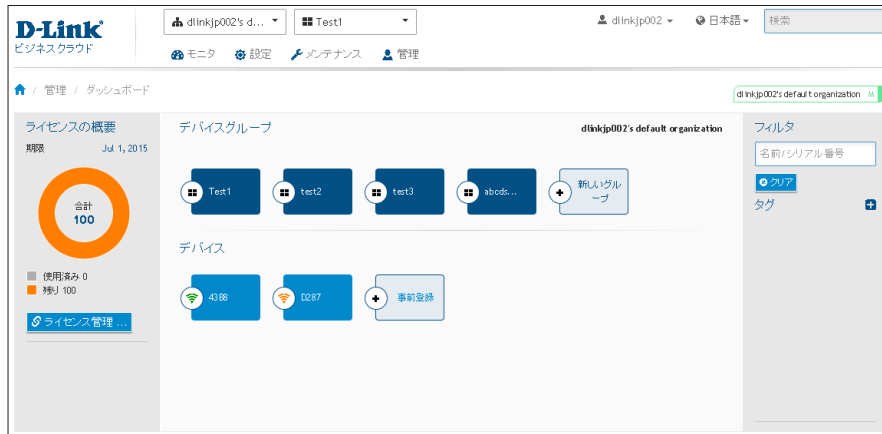 D-Link
ビジネスクラウド
dlinkjp002's d...
Test1
dlinkjp002
日本語
検索
モニタ
設定
メンテナンス
管理
/ 管理 / ダッシュボード
dlinkjp002's default organization
ライセンスの概要
期限 Jul 1, 2015
合計
100
使用済み 0
残り 100
ライセンス管理 ...
デバイスグループ
dlinkjp002's default organization
Test1
test2
test3
abcds...
新しいグル
ープ
デバイス
43B8
D287
事前登録
フィルタ
名前/シリアル番号
クリア
タグ